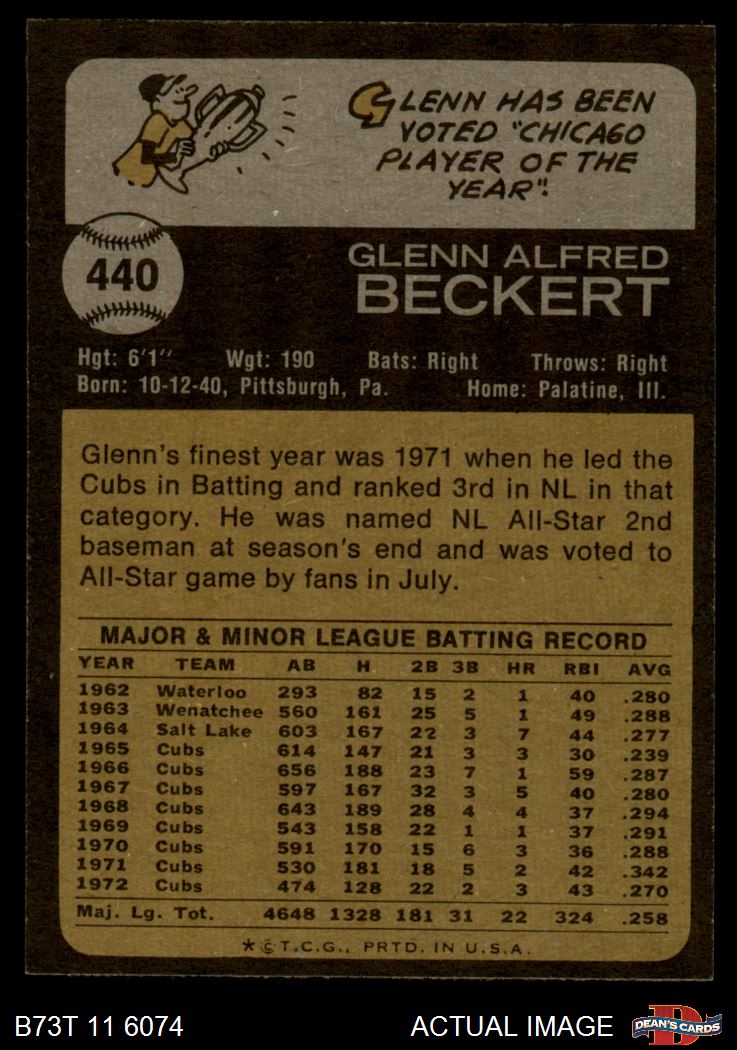 GLENN HAS BEEN
VOTED "CHICAGO
PLAYER OF THE
YEAR".
440
GLENN ALFRED
BECKERT
Hgt: 6'1" Wgt: 190 Bats: Right Throws: Right
Born: 10-12-40, Pittsburgh, Pa. Home: Palatine, Ill.
Glenn's finest year was 1971 when he led the
Cubs in Batting and ranked 3rd in NL in that
category. He was named NL All-Star 2nd
baseman at season's end and was voted to
All-Star game by fans in July.
MAJOR & MINOR LEAGUE BATTING RECORD
YEAR TEAM AB H 2B 3B HR RBI AVG
1962 Waterloo 293 82 15 2 1 40 .280
1963 Wenatchee 560 161 25 5 1 49 .288
1964 Salt Lake 603 167 22 3 7 44 .277
1965 Cubs 614 147 21 3 3 30 .239
1966 Cubs 656 188 23 7 1 59 .287
1967 Cubs 597 167 32 3 5 40 .280
1968 Cubs 643 189 28 4 4 37 .294
1969 Cubs 543 158 22 1 1 37 .291
1970 Cubs 591 170 15 6 3 36 .288
1971 Cubs 530 181 18 5 2 42 .342
1972 Cubs 474 128 22 2 3 43 .270
Maj. Lg. Tot. 4648 1328 181 31 22 324 .258
*© T.C.G., PRTD. IN U.S.A.
B73T 11 6074 ACTUAL IMAGE DEAN'S CARDS